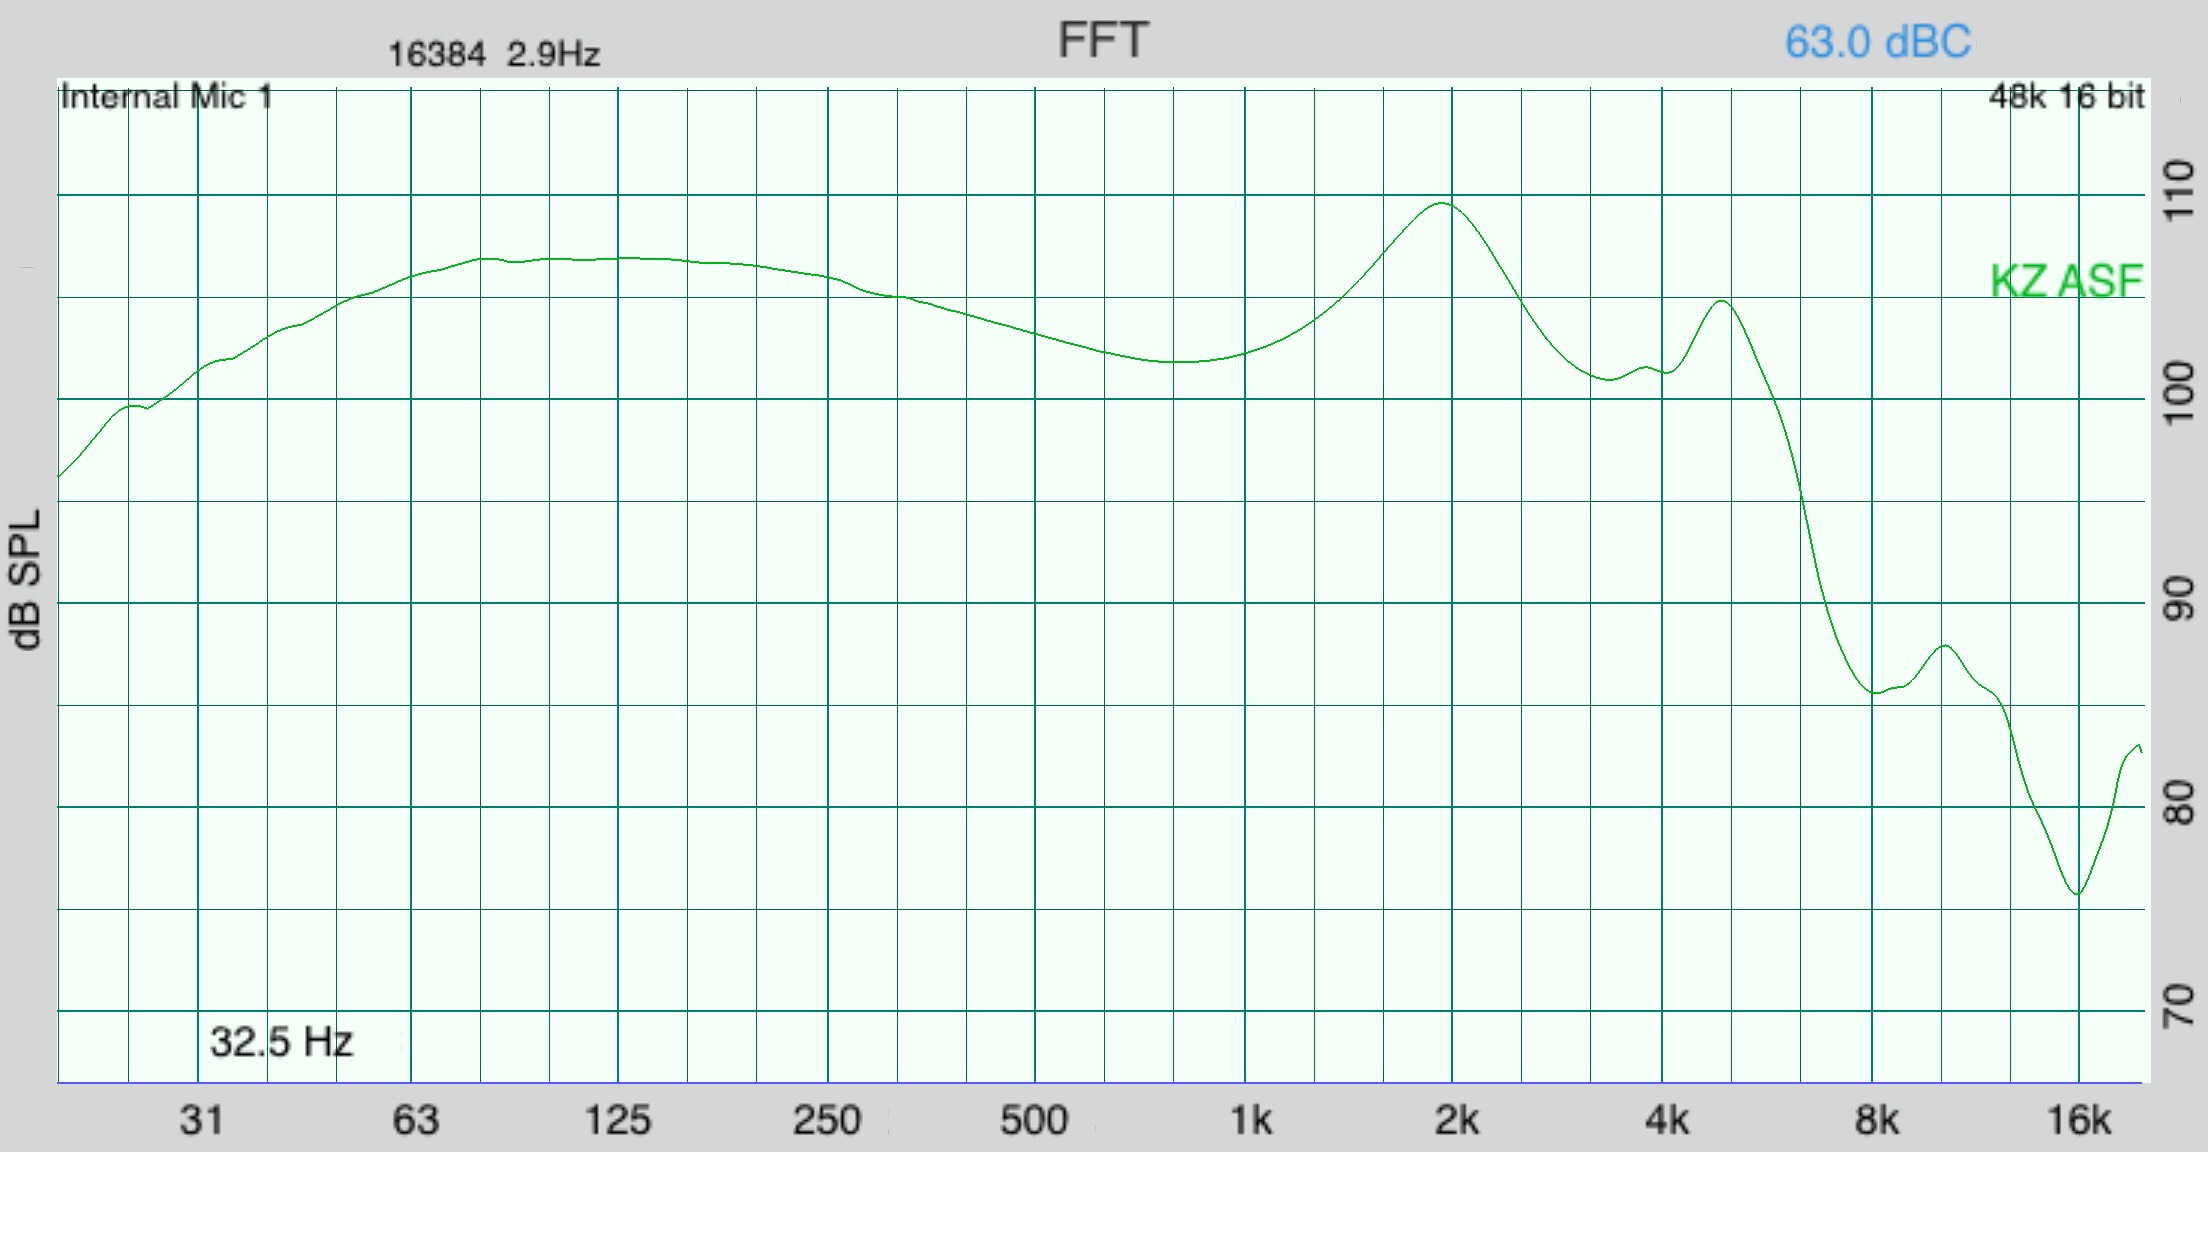 FFT
16384 2.9Hz
63.0 dBC
Internal Mic 1
48k 16 bit
110
KZ ASF
100
dB SPL
90
80
70
32.5 Hz
31 63 125 250 500 1k 2k 4k 8k 16k